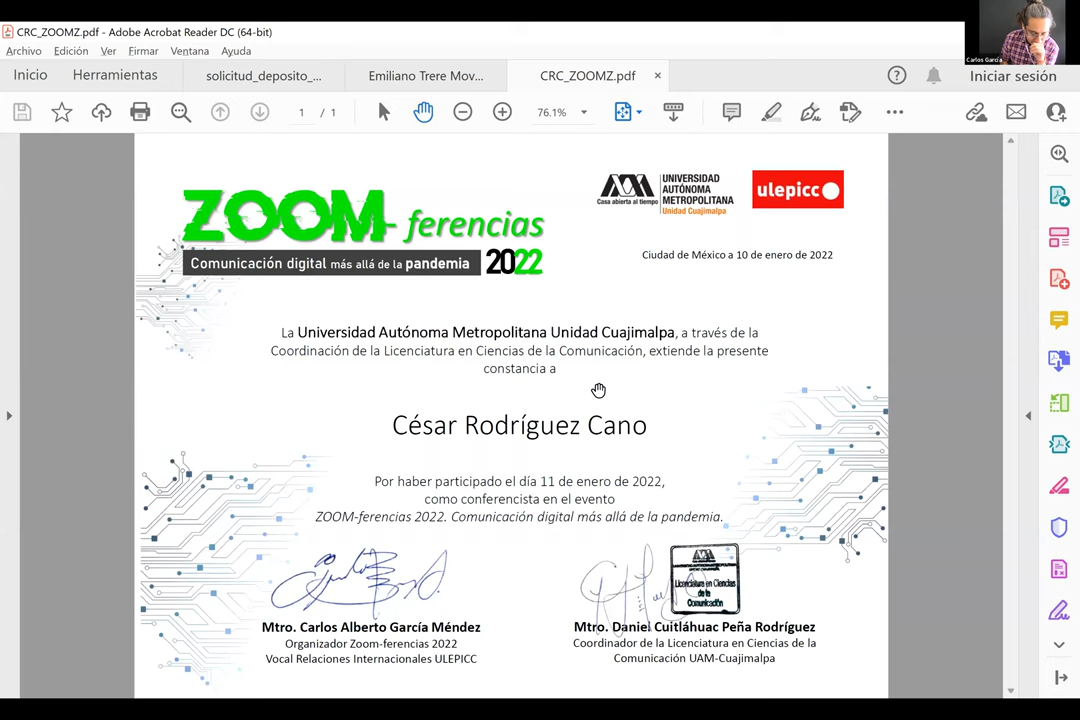 CRC_ZOOMZ.pdf - Adobe Acrobat Reader DC (64-bit)
Archivo Edición Ver Firmar Ventana Ayuda
Carlos García
Inicio Herramientas solicitud_deposito_... Emiliano Trere Mov... CRC_ZOOMZ.pdf × Iniciar sesión
1 / 1 76.1%
ZOOM-ferencias
Comunicación digital más allá de la pandemia 2022
Casa abierta al tiempo
UNIVERSIDAD
AUTÓNOMA
METROPOLITANA
Unidad Cuajimalpa
ulepicc
Ciudad de México a 10 de enero de 2022
La Universidad Autónoma Metropolitana Unidad Cuajimalpa, a través de la
Coordinación de la Licenciatura en Ciencias de la Comunicación, extiende la presente
constancia a
César Rodríguez Cano
Por haber participado el día 11 de enero de 2022,
como conferencista en el evento
ZOOM-ferencias 2022. Comunicación digital más allá de la pandemia.
Licenciatura en Ciencias
de la
Comunicación
Mtro. Carlos Alberto García Méndez
Organizador Zoom-ferencias 2022
Vocal Relaciones Internacionales ULEPICC
Mtro. Daniel Cuitláhuac Peña Rodríguez
Coordinador de la Licenciatura en Ciencias de la
Comunicación UAM-Cuajimalpa